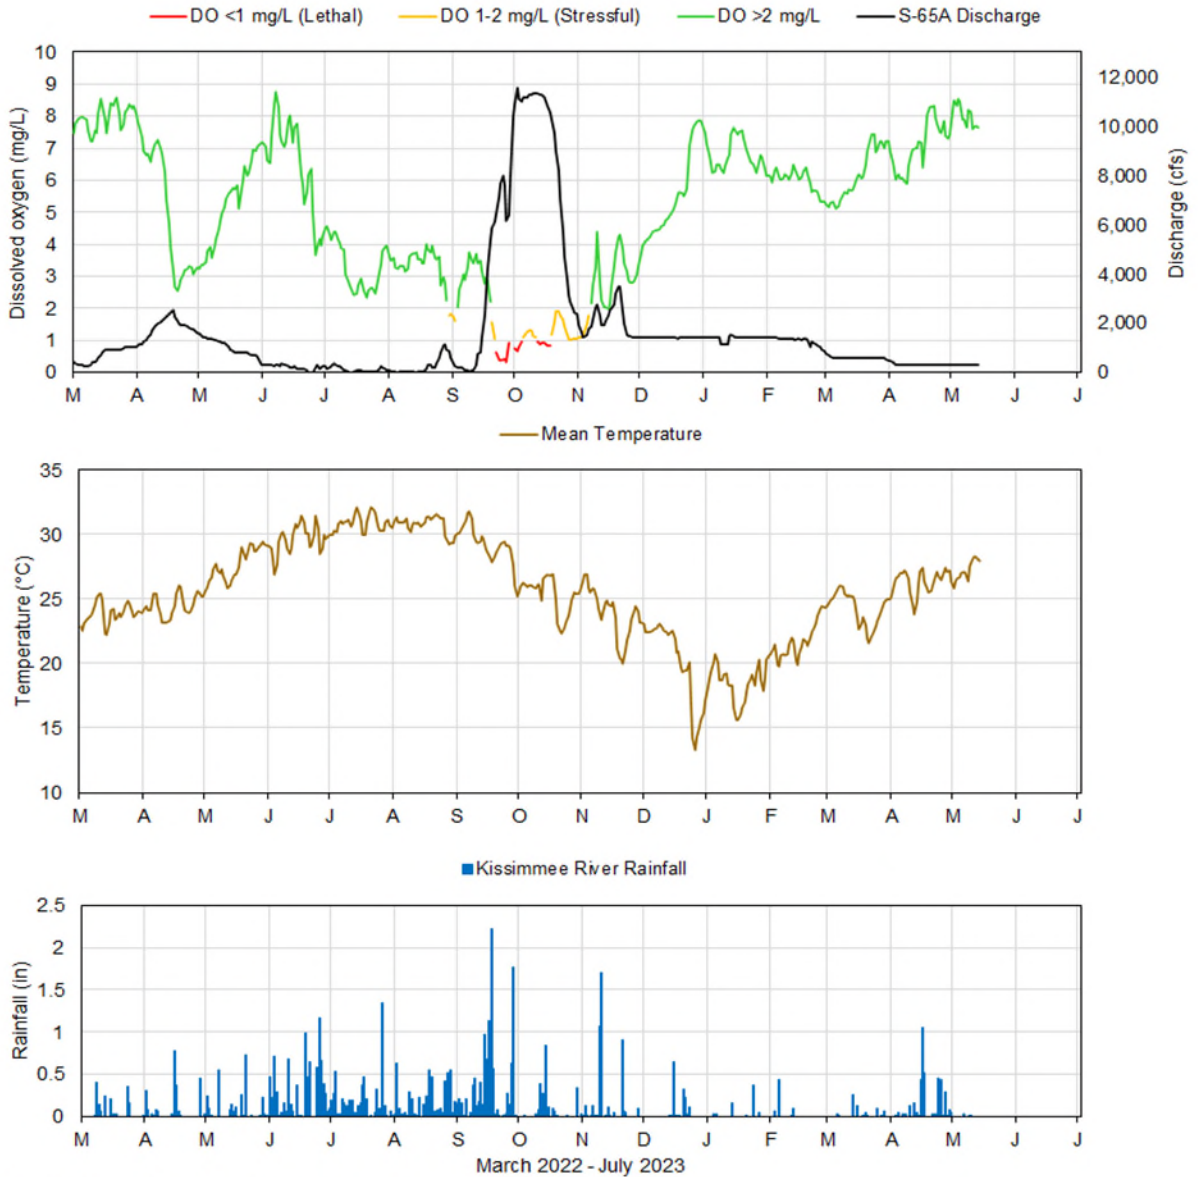 DO <1 mg/L (Lethal) DO 1-2 mg/L (Stressful) DO >2 mg/L S-65A Discharge
10
9
8
7
6
5
4
3
2
1
0
Dissolved oxygen (mg/L)
12,000
10,000
8,000
6,000
4,000
2,000
0
Discharge (cfs)
M A M J J A S O N D J F M A M J J
Mean Temperature
35
30
25
20
15
10
Temperature (°C)
M A M J J A S O N D J F M A M J J
Kissimmee River Rainfall
2.5
2
1.5
1
0.5
0
Rainfall (in)
M A M J J A S O N D J F M A M J J
March 2022 - July 2023